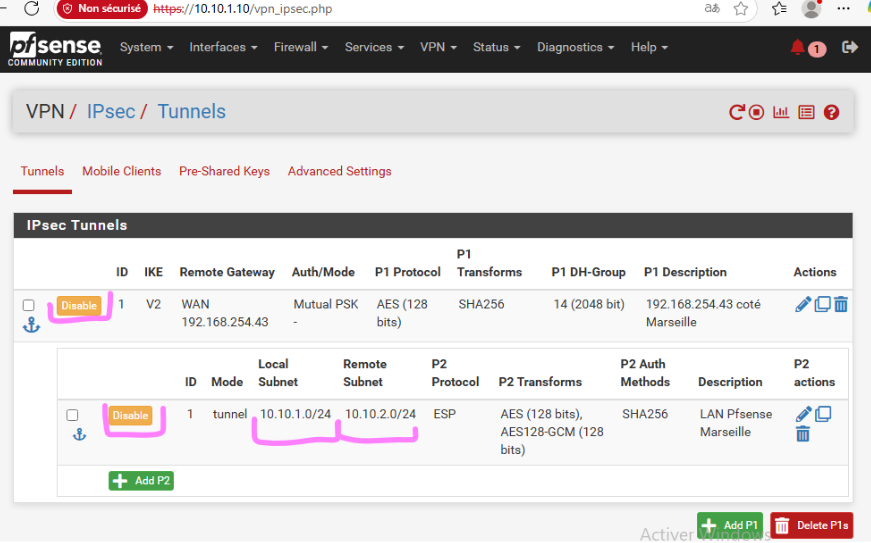 Non sécurisé https://10.10.1.10/vpn_ipsec.php
pfsense System Interfaces Firewall Services VPN Status Diagnostics Help 1
COMMUNITY EDITION
VPN / IPsec / Tunnels
Tunnels Mobile Clients Pre-Shared Keys Advanced Settings
IPsec Tunnels
ID IKE Remote Gateway Auth/Mode P1 Protocol P1 Transforms P1 DH-Group P1 Description Actions
Disable 1 V2 WAN Mutual PSK AES (128 SHA256 14 (2048 bit) 192.168.254.43 coté
192.168.254.43 - bits) Marseille
Local Remote P2 P2 Auth P2
ID Mode Subnet Subnet Protocol P2 Transforms Methods Description actions
Disable 1 tunnel 10.10.1.0/24 10.10.2.0/24 ESP AES (128 bits), SHA256 LAN Pfsense
AES128-GCM (128 Marseille
bits)
Add P2
Add P1 Delete P1s
Activer Windows